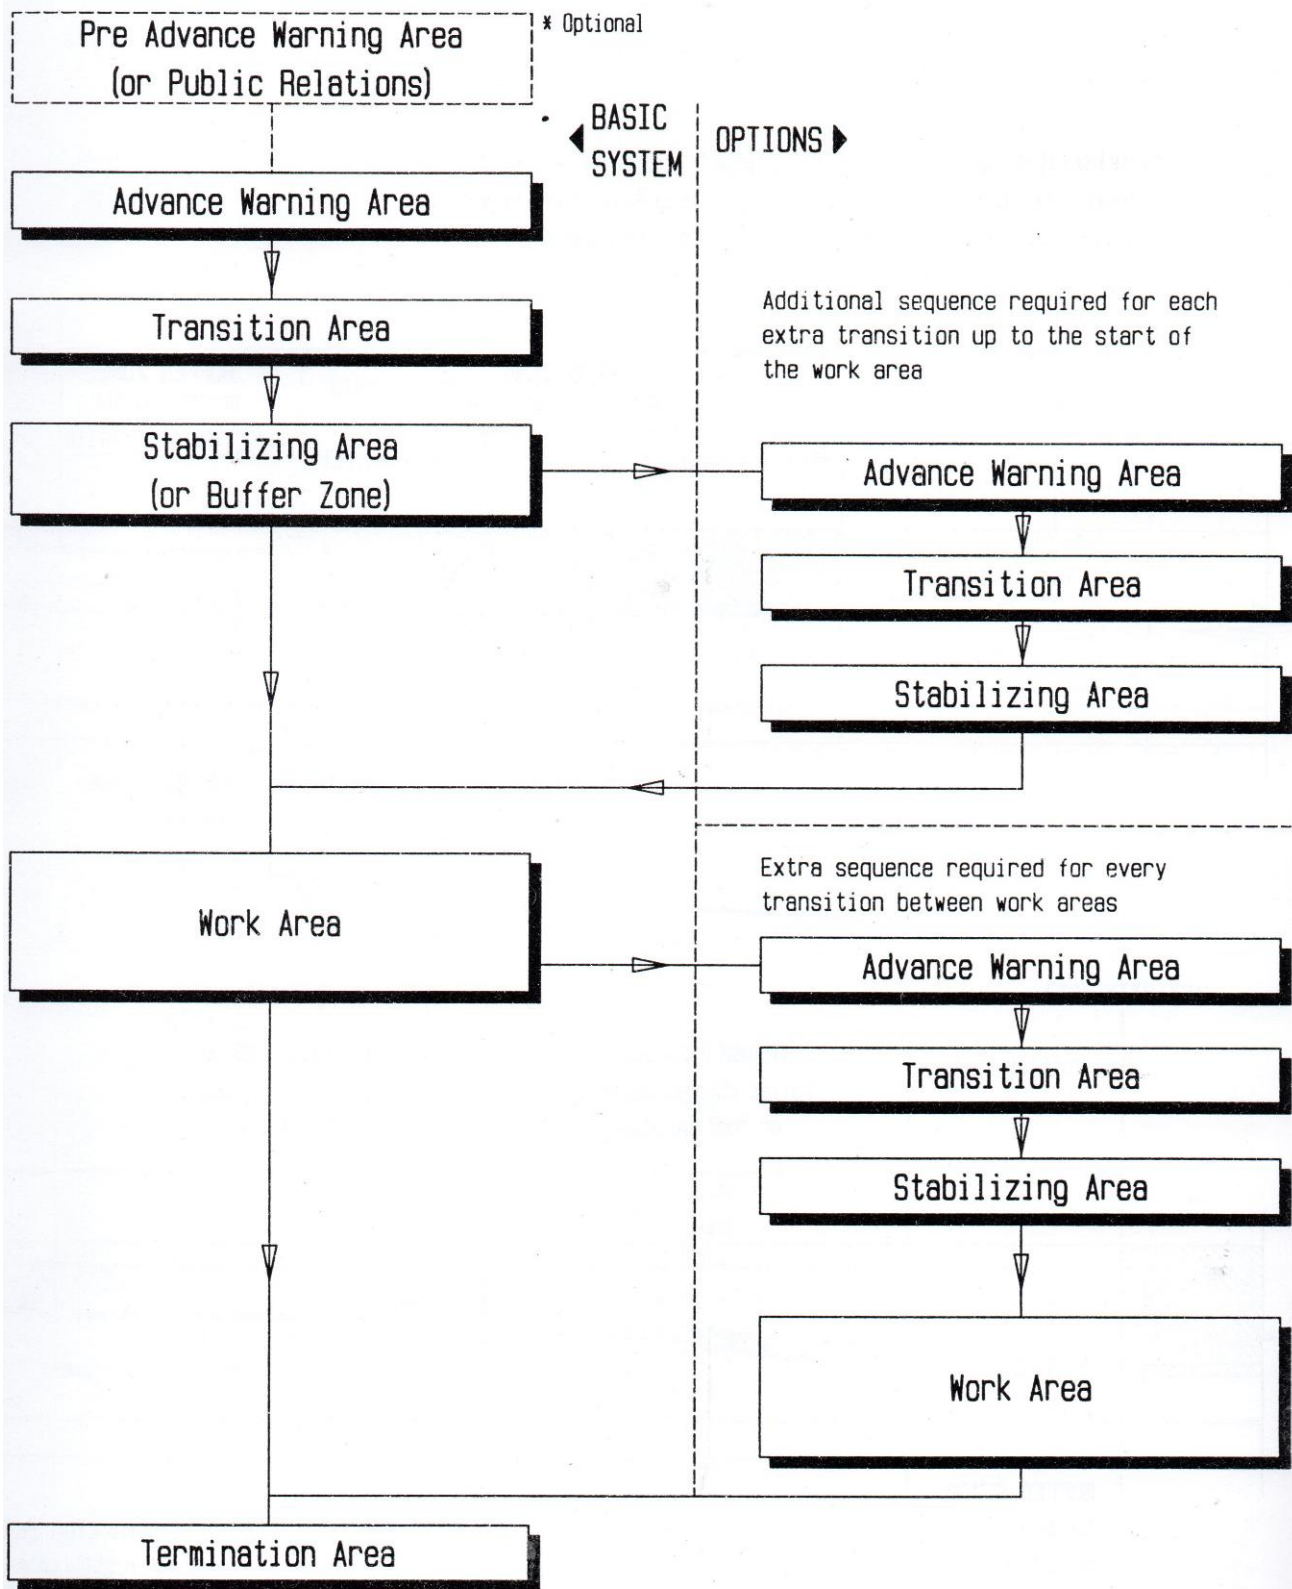 Pre Advance Warning Area
(or Public Relations)
* Optional
BASIC
SYSTEM
OPTIONS
Advance Warning Area
Transition Area
Stabilizing Area
(or Buffer Zone)
Additional sequence required for each
extra transition up to the start of
the work area
Advance Warning Area
Transition Area
Stabilizing Area
Work Area
Extra sequence required for every
transition between work areas
Advance Warning Area
Transition Area
Stabilizing Area
Work Area
Termination Area